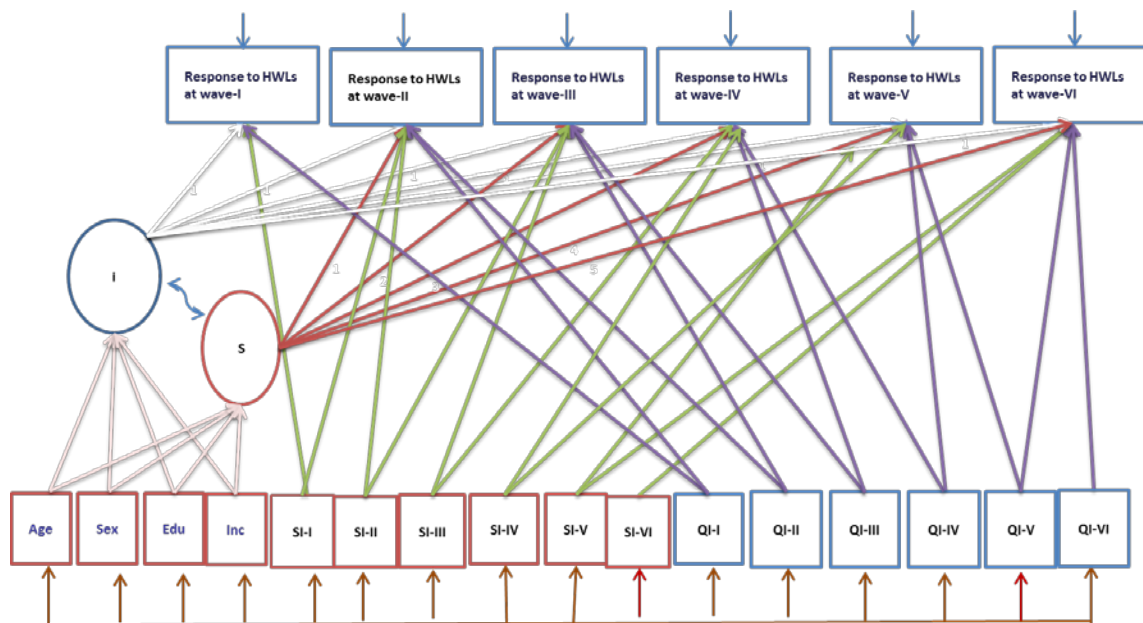 Response to HWLs
at wave-I
Response to HWLs
at wave-II
Response to HWLs
at wave-III
Response to HWLs
at wave-IV
Response to HWLs
at wave-V
Response to HWLs
at wave-VI
1
1
1
1
1
I
1
2
3
4
5
S
Age
Sex
Edu
Inc
SI-I
SI-II
SI-III
SI-IV
SI-V
SI-VI
QI-I
QI-II
QI-III
QI-IV
QI-V
QI-VI